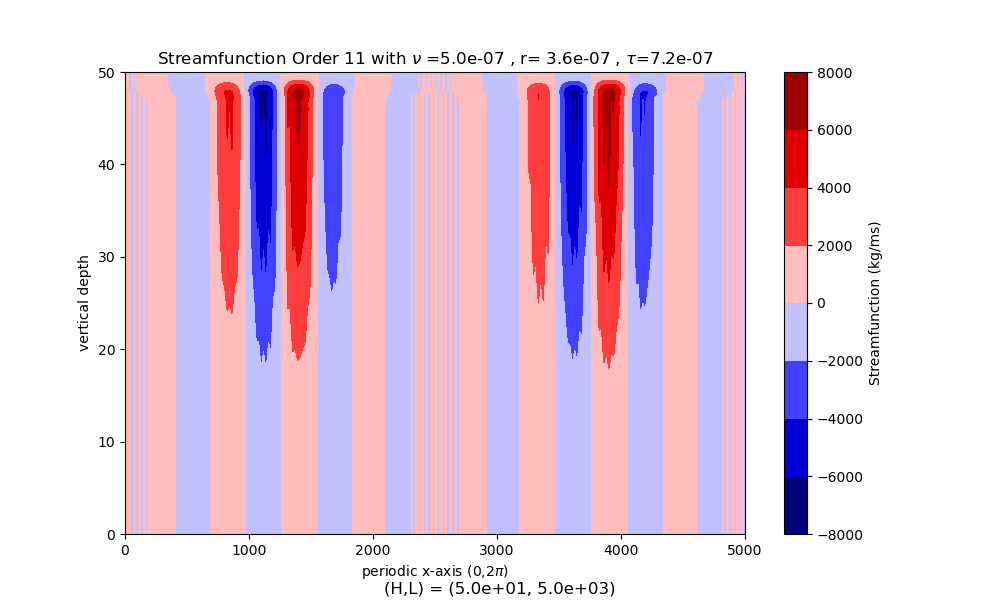 Streamfunction Order 11 with ν =5.0e-07 , r= 3.6e-07 , τ=7.2e-07
50
40
30
20
10
0
vertical depth
0 1000 2000 3000 4000 5000
periodic x-axis (0,2π)
(H,L) = (5.0e+01, 5.0e+03)
8000
6000
4000
2000
0
−2000
−4000
−6000
−8000
Streamfunction (kg/ms)